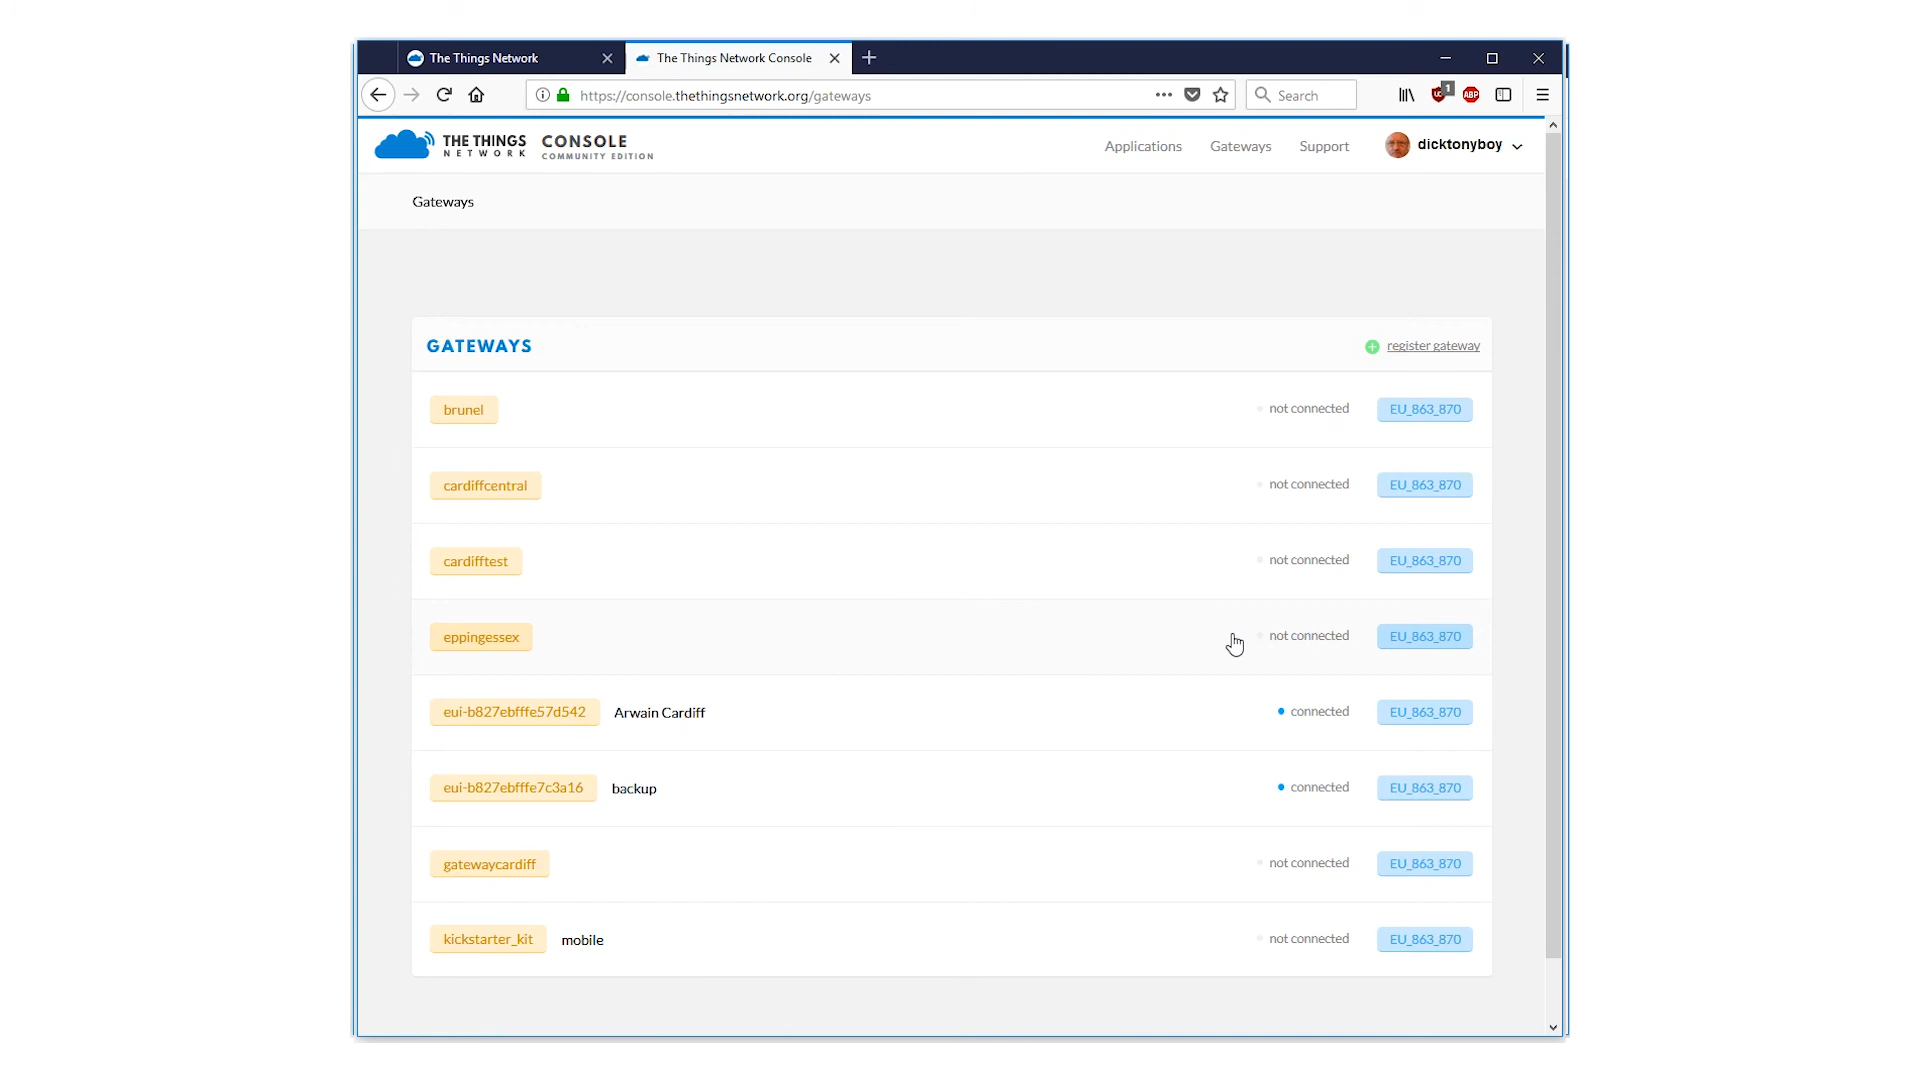 The Things Network
The Things Network Console
https://console.thethingsnetwork.org/gateways
Search
1
ABP
THE THINGS
NETWORK
CONSOLE
COMMUNITY EDITION
Applications
Gateways
Support
dicktonyboy
Gateways
GATEWAYS
register gateway
brunel
not connected
EU_863_870
cardiffcentral
not connected
EU_863_870
cardifftest
not connected
EU_863_870
eppingessex
not connected
EU_863_870
eui-b827ebfffe57d542
Arwain Cardiff
connected
EU_863_870
eui-b827ebfffe7c3a16
backup
connected
EU_863_870
gatewaycardiff
not connected
EU_863_870
kickstarter_kit
mobile
not connected
EU_863_870